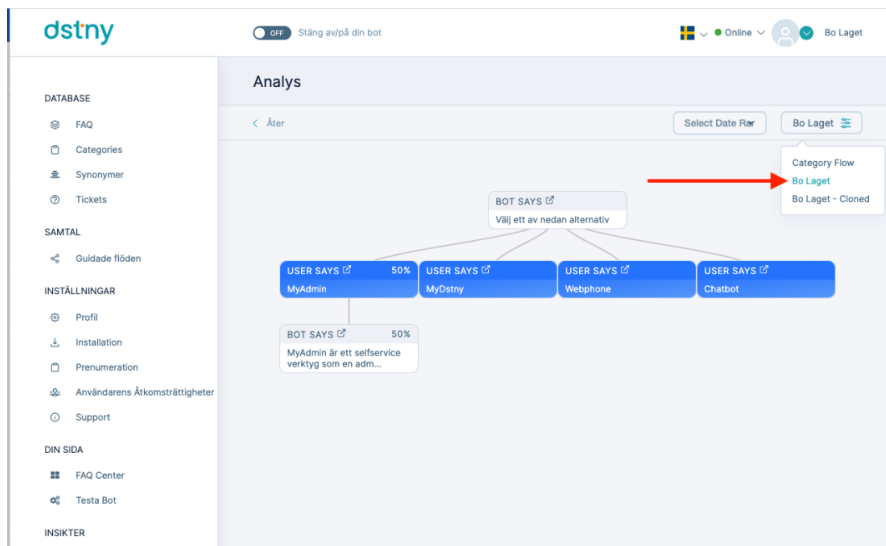 dstny
OFF
Stäng av/på din bot
Online
Bo Laget
Analys
DATABASE
FAQ
Categories
Synonymer
Tickets
SAMTAL
Guidade flöden
INSTÄLLNINGAR
Profil
Installation
Prenumeration
Användarens Åtkomsträttigheter
Support
DIN SIDA
FAQ Center
Testa Bot
INSIKTER
Åter
Select Date Rar
Bo Laget
Category Flow
Bo Laget
Bo Laget - Cloned
BOT SAYS
Välj ett av nedan alternativ
USER SAYS 50%
MyAdmin
USER SAYS
MyDstny
USER SAYS
Webphone
USER SAYS
Chatbot
BOT SAYS 50%
MyAdmin är ett selfservice
verktyg som en adm...